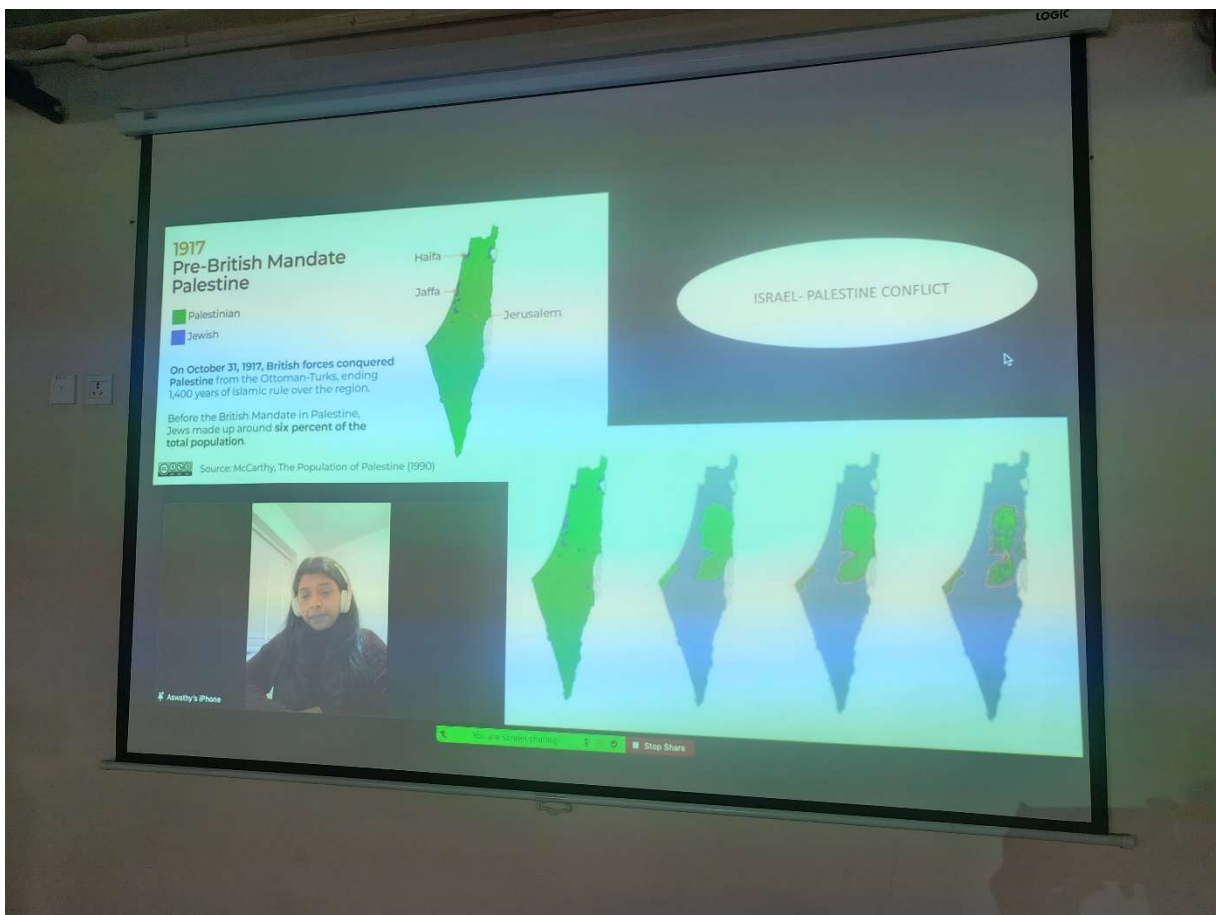 LOGIC
1917
Pre-British Mandate
Palestine
Palestinian
Jewish
Haifa
Jaffa
Jerusalem
On October 31, 1917, British forces conquered
Palestine from the Ottoman-Turks, ending
1,400 years of Islamic rule over the region.
Before the British Mandate in Palestine,
Jews made up around six percent of the
total population.
Source: McCarthy, The Population of Palestine (1990)
ISRAEL- PALESTINE CONFLICT
Aswathy's iPhone
You are screen sharing
Stop Share